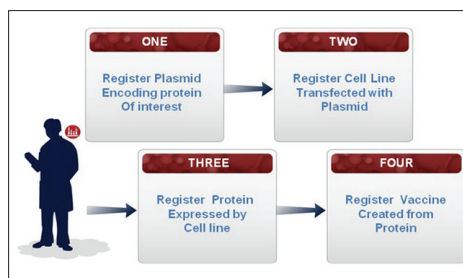 ONE
Register Plasmid
Encoding protein
Of interest
TWO
Register Cell Line
Transfected with
Plasmid
THREE
Register Protein
Expressed by
Cell line
FOUR
Register Vaccine
Created from
Protein